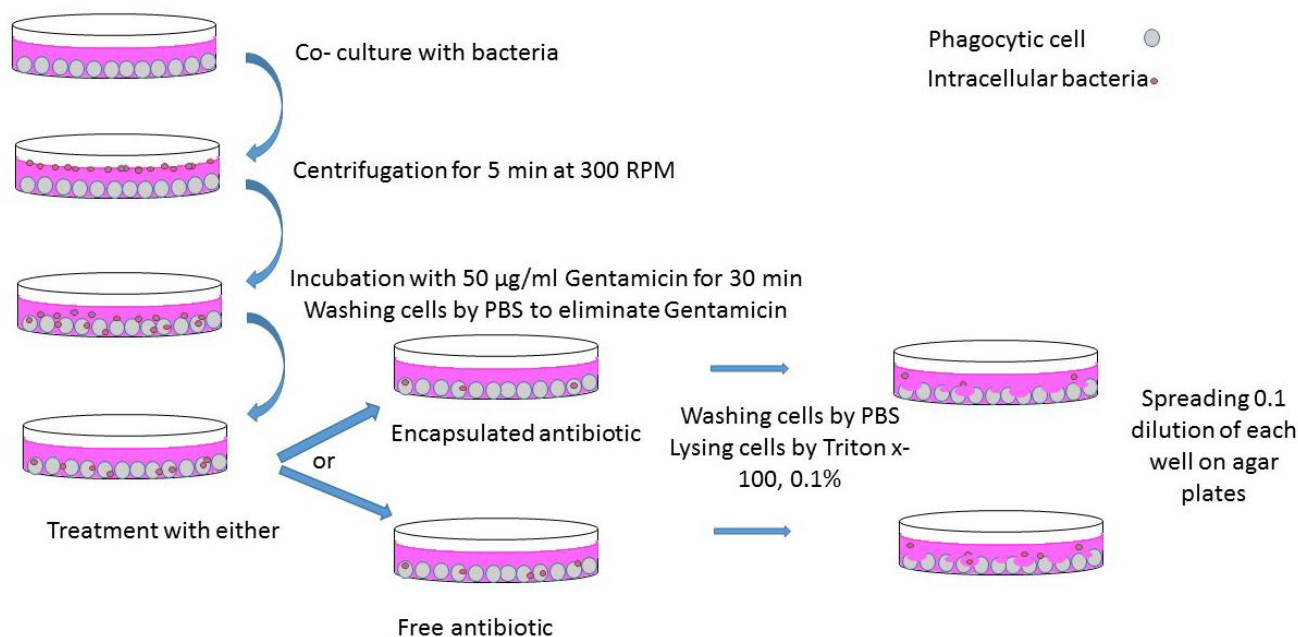 Co- culture with bacteria
Phagocytic cell
Intracellular bacteria
Centrifugation for 5 min at 300 RPM
Incubation with 50 µg/ml Gentamicin for 30 min
Washing cells by PBS to eliminate Gentamicin
Treatment with either
or
Encapsulated antibiotic
Free antibiotic
Washing cells by PBS
Lysing cells by Triton x-
100, 0.1%
Spreading 0.1
dilution of each
well on agar
plates